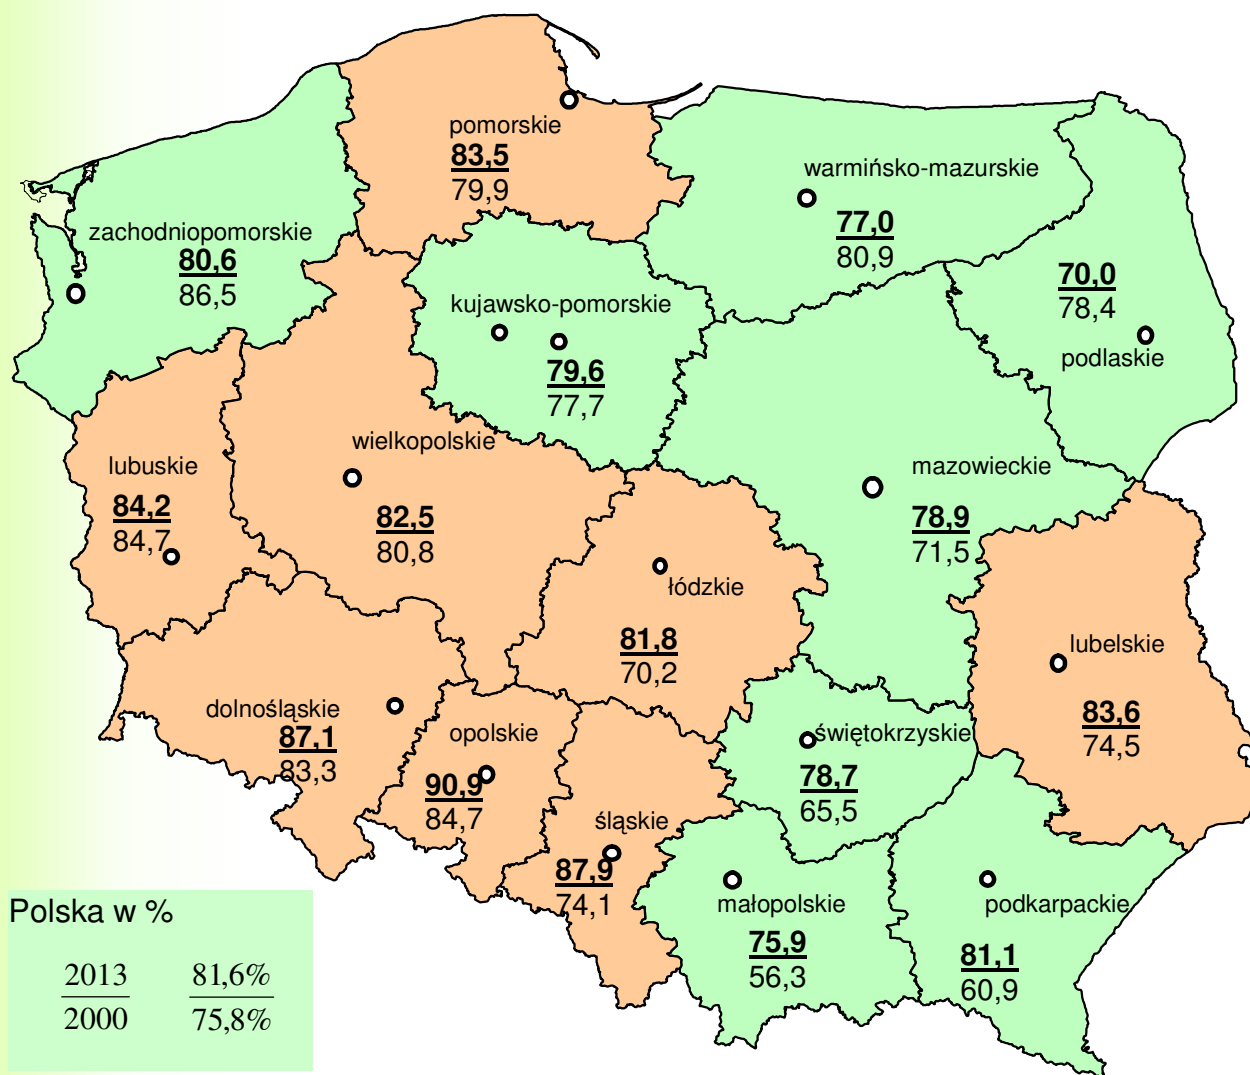 pomorskie
83,5
79,9
warmińsko-mazurskie
77,0
80,9
zachodniopomorskie
80,6
86,5
70,0
78,4
podlaskie
kujawsko-pomorskie
79,6
77,7
wielkopolskie
82,5
80,8
lubuskie
84,2
84,7
mazowieckie
78,9
71,5
łódzkie
81,8
70,2
lubelskie
83,6
74,5
dolnośląskie
87,1
83,3
opolskie
90,9
84,7
świętokrzyskie
78,7
65,5
śląskie
87,9
74,1
małopolskie
75,9
56,3
podkarpackie
81,1
60,9
Polska w %
2013 81,6%
2000 75,8%